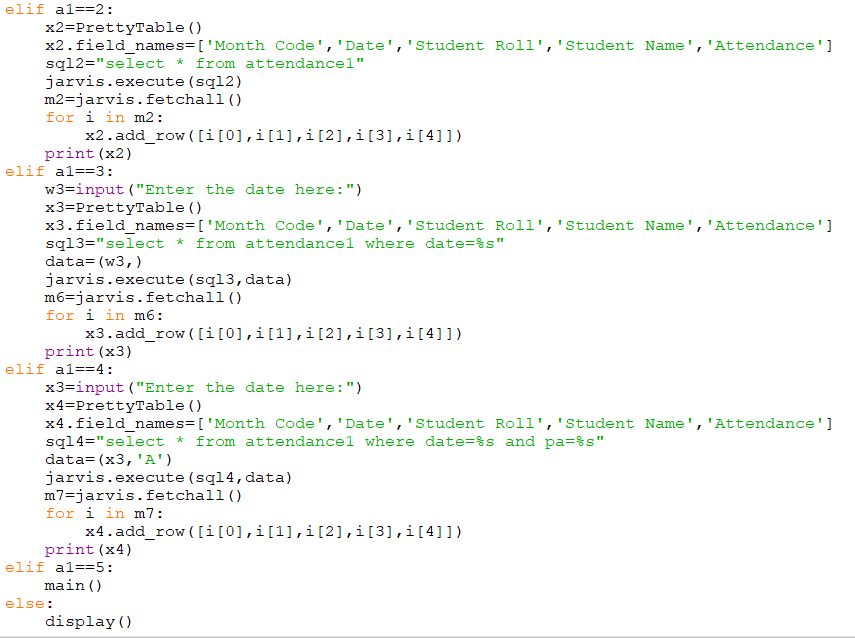 elif a1==2:
    x2=PrettyTable()
    x2.field_names=['Month Code','Date','Student Roll','Student Name','Attendance']
    sql2="select * from attendance1"
    jarvis.execute(sql2)
    m2=jarvis.fetchall()
    for i in m2:
        x2.add_row([i[0],i[1],i[2],i[3],i[4]])
    print(x2)
elif a1==3:
    w3=input("Enter the date here:")
    x3=PrettyTable()
    x3.field_names=['Month Code','Date','Student Roll','Student Name','Attendance']
    sql3="select * from attendance1 where date=%s"
    data=(w3,)
    jarvis.execute(sql3,data)
    m6=jarvis.fetchall()
    for i in m6:
        x3.add_row([i[0],i[1],i[2],i[3],i[4]])
    print(x3)
elif a1==4:
    x3=input("Enter the date here:")
    x4=PrettyTable()
    x4.field_names=['Month Code','Date','Student Roll','Student Name','Attendance']
    sql4="select * from attendance1 where date=%s and pa=%s"
    data=(x3,'A')
    jarvis.execute(sql4,data)
    m7=jarvis.fetchall()
    for i in m7:
        x4.add_row([i[0],i[1],i[2],i[3],i[4]])
    print(x4)
elif a1==5:
    main()
else:
    display()